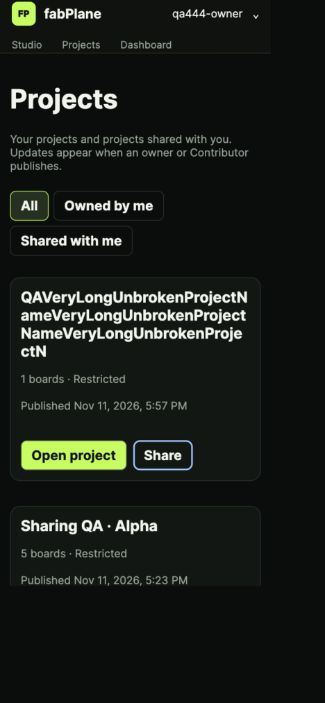 FP fabPlane qa444-owner
Studio Projects Dashboard
Projects
Your projects and projects shared with you.
Updates appear when an owner or Contributor
publishes.
All Owned by me
Shared with me
QAVeryLongUnbrokenProjectN
ameVeryLongUnbrokenProject
NameVeryLongUnbrokenProje
ctN
1 boards · Restricted
Published Nov 11, 2026, 5:57 PM
Open project Share
Sharing QA · Alpha
5 boards · Restricted
Published Nov 11, 2026, 5:23 PM